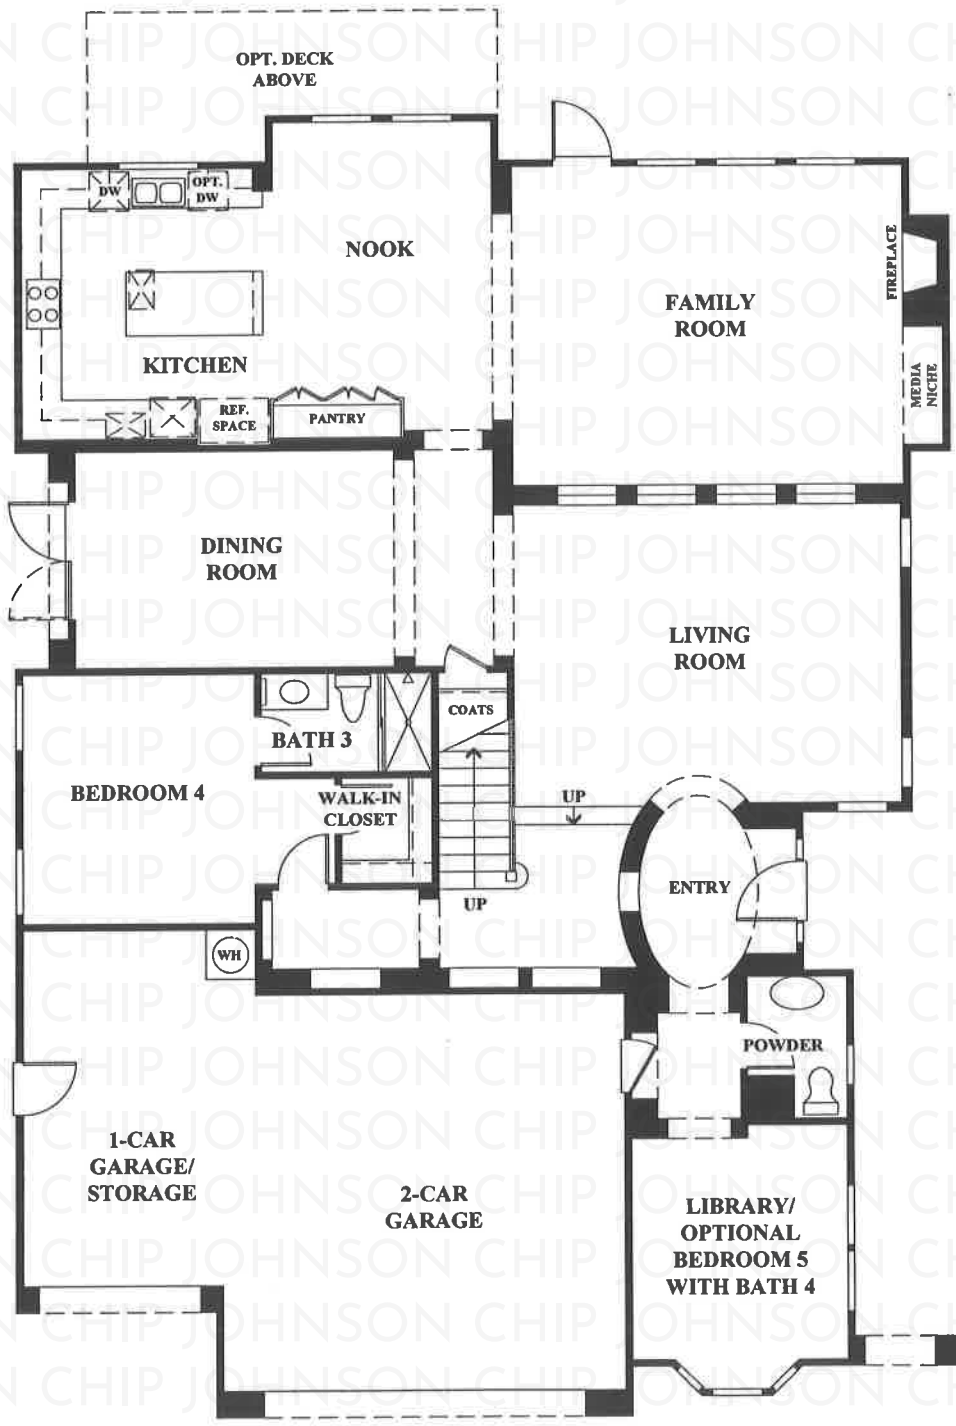 OPT. DECK
ABOVE
DW
OPT.
DW
NOOK
FAMILY
ROOM
FIREPLACE
KITCHEN
MEDIA
NICHE
REF.
SPACE
PANTRY
DINING
ROOM
LIVING
ROOM
COATS
BATH 3
BEDROOM 4
WALK-IN
CLOSET
UP
UP
ENTRY
WH
POWDER
1-CAR
GARAGE/
STORAGE
2-CAR
GARAGE
LIBRARY/
OPTIONAL
BEDROOM 5
WITH BATH 4
CHIP JOHNSON